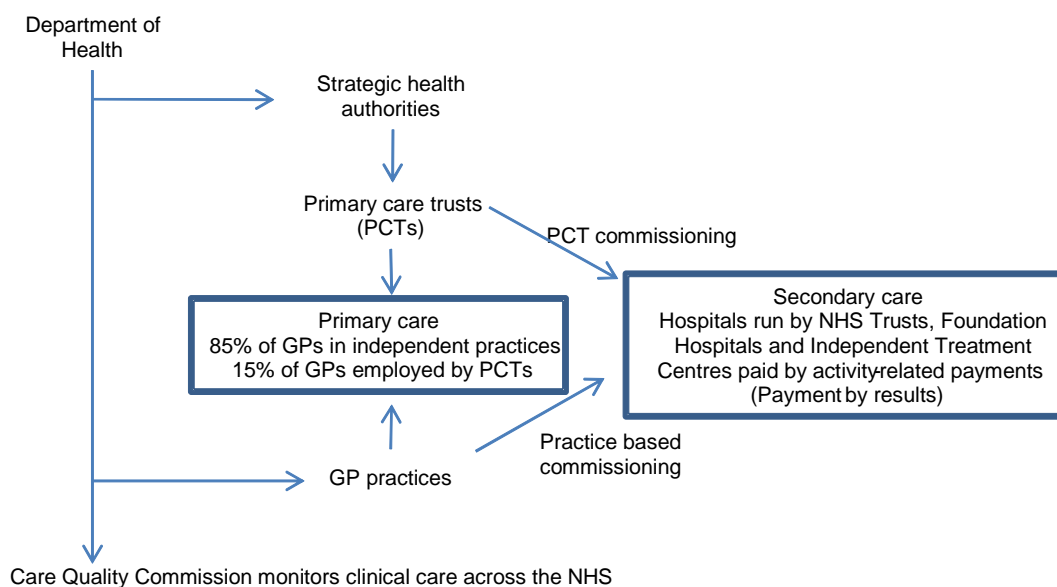 Department of
Health
Strategic health
authorities
Primary care trusts
(PCTs)
PCT commissioning
Primary care
85% of GPs in independent practices
15% of GPs employed by PCTs
Secondary care
Hospitals run by NHS Trusts, Foundation
Hospitals and Independent Treatment
Centres paid by activity-related payments
(Payment by results)
Practice based
commissioning
GP practices
Care Quality Commission monitors clinical care across the NHS